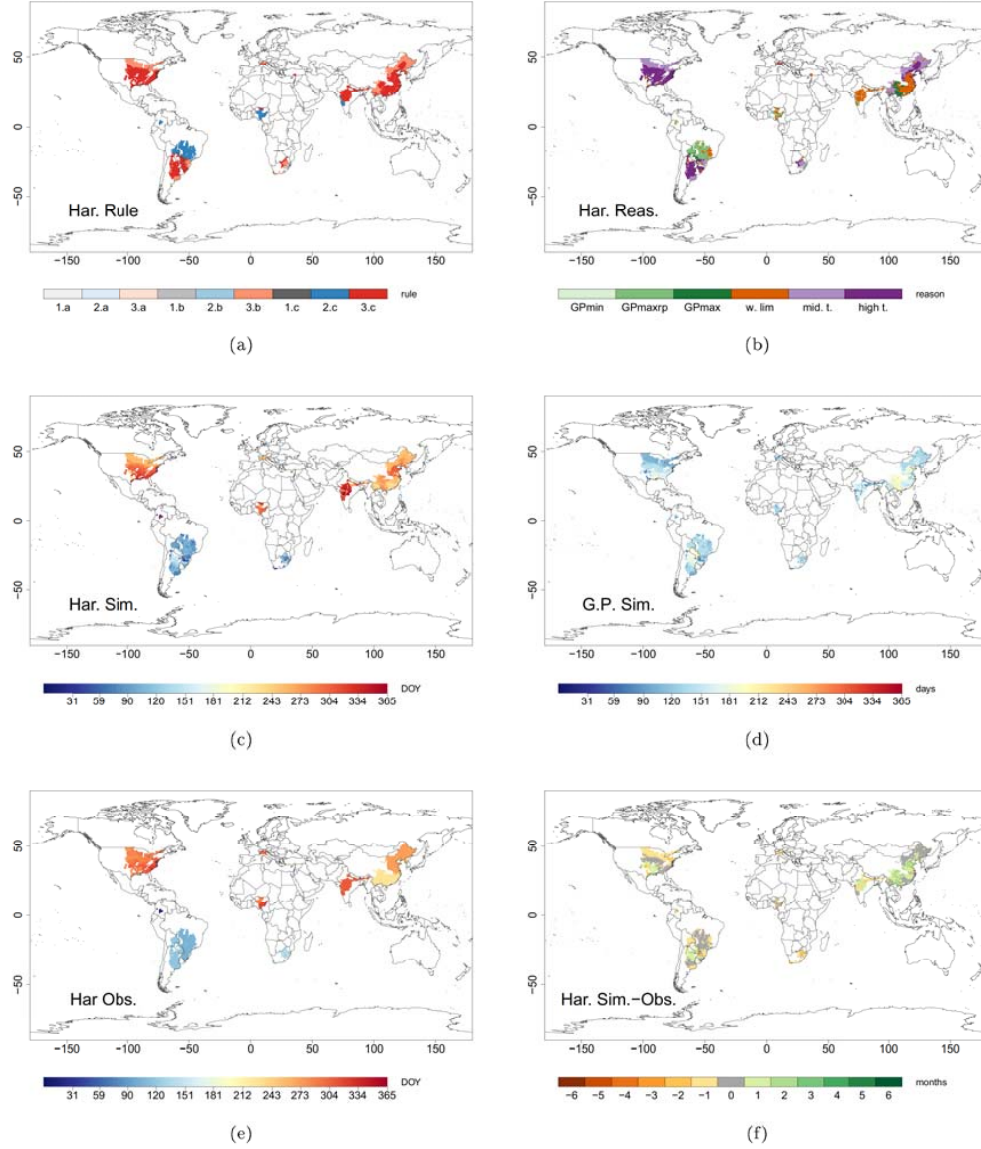 50
0
−50
Har. Rule
−150 −100 −50 0 50 100 150
rule
1.a 2.a 3.a 1.b 2.b 3.b 1.c 2.c 3.c
(a)
50
0
−50
Har. Reas.
−150 −100 −50 0 50 100 150
reason
GPmin GPmaxrp GPmax w. lim mid. t. high t.
(b)
50
0
−50
Har. Sim.
−150 −100 −50 0 50 100 150
DOY
31 59 90 120 151 181 212 243 273 304 334 365
(c)
50
0
−50
G.P. Sim.
−150 −100 −50 0 50 100 150
days
31 59 90 120 151 181 212 243 273 304 334 365
(d)
50
0
−50
Har Obs.
−150 −100 −50 0 50 100 150
DOY
31 59 90 120 151 181 212 243 273 304 334 365
(e)
50
0
−50
Har. Sim.−Obs.
−150 −100 −50 0 50 100 150
months
−6 −5 −4 −3 −2 −1 0 1 2 3 4 5 6
(f)